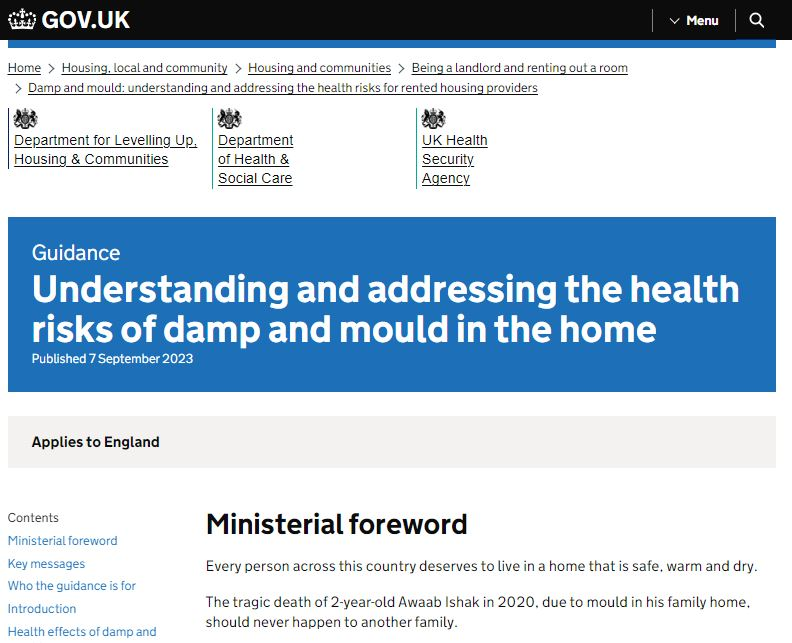 GOV.UK
Menu
Home > Housing, local and community > Housing and communities > Being a landlord and renting out a room
> Damp and mould: understanding and addressing the health risks for rented housing providers
Department for Levelling Up,
Housing & Communities
Department
of Health &
Social Care
UK Health
Security
Agency
Guidance
Understanding and addressing the health
risks of damp and mould in the home
Published 7 September 2023
Applies to England
Contents
Ministerial foreword
Key messages
Who the guidance is for
Introduction
Health effects of damp and
Ministerial foreword
Every person across this country deserves to live in a home that is safe, warm and dry.
The tragic death of 2-year-old Awaab Ishak in 2020, due to mould in his family home,
should never happen to another family.